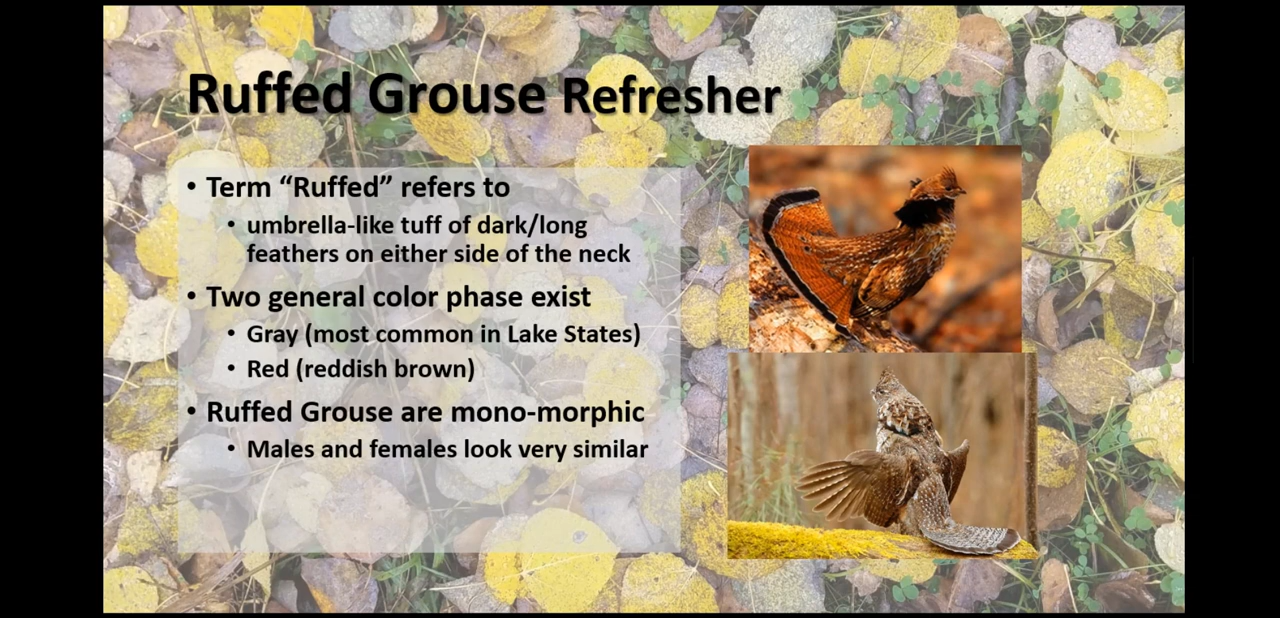 Ruffed Grouse Refresher
• Term “Ruffed” refers to
• umbrella-like tuff of dark/long
feathers on either side of the neck
• Two general color phase exist
• Gray (most common in Lake States)
• Red (reddish brown)
• Ruffed Grouse are mono-morphic
• Males and females look very similar